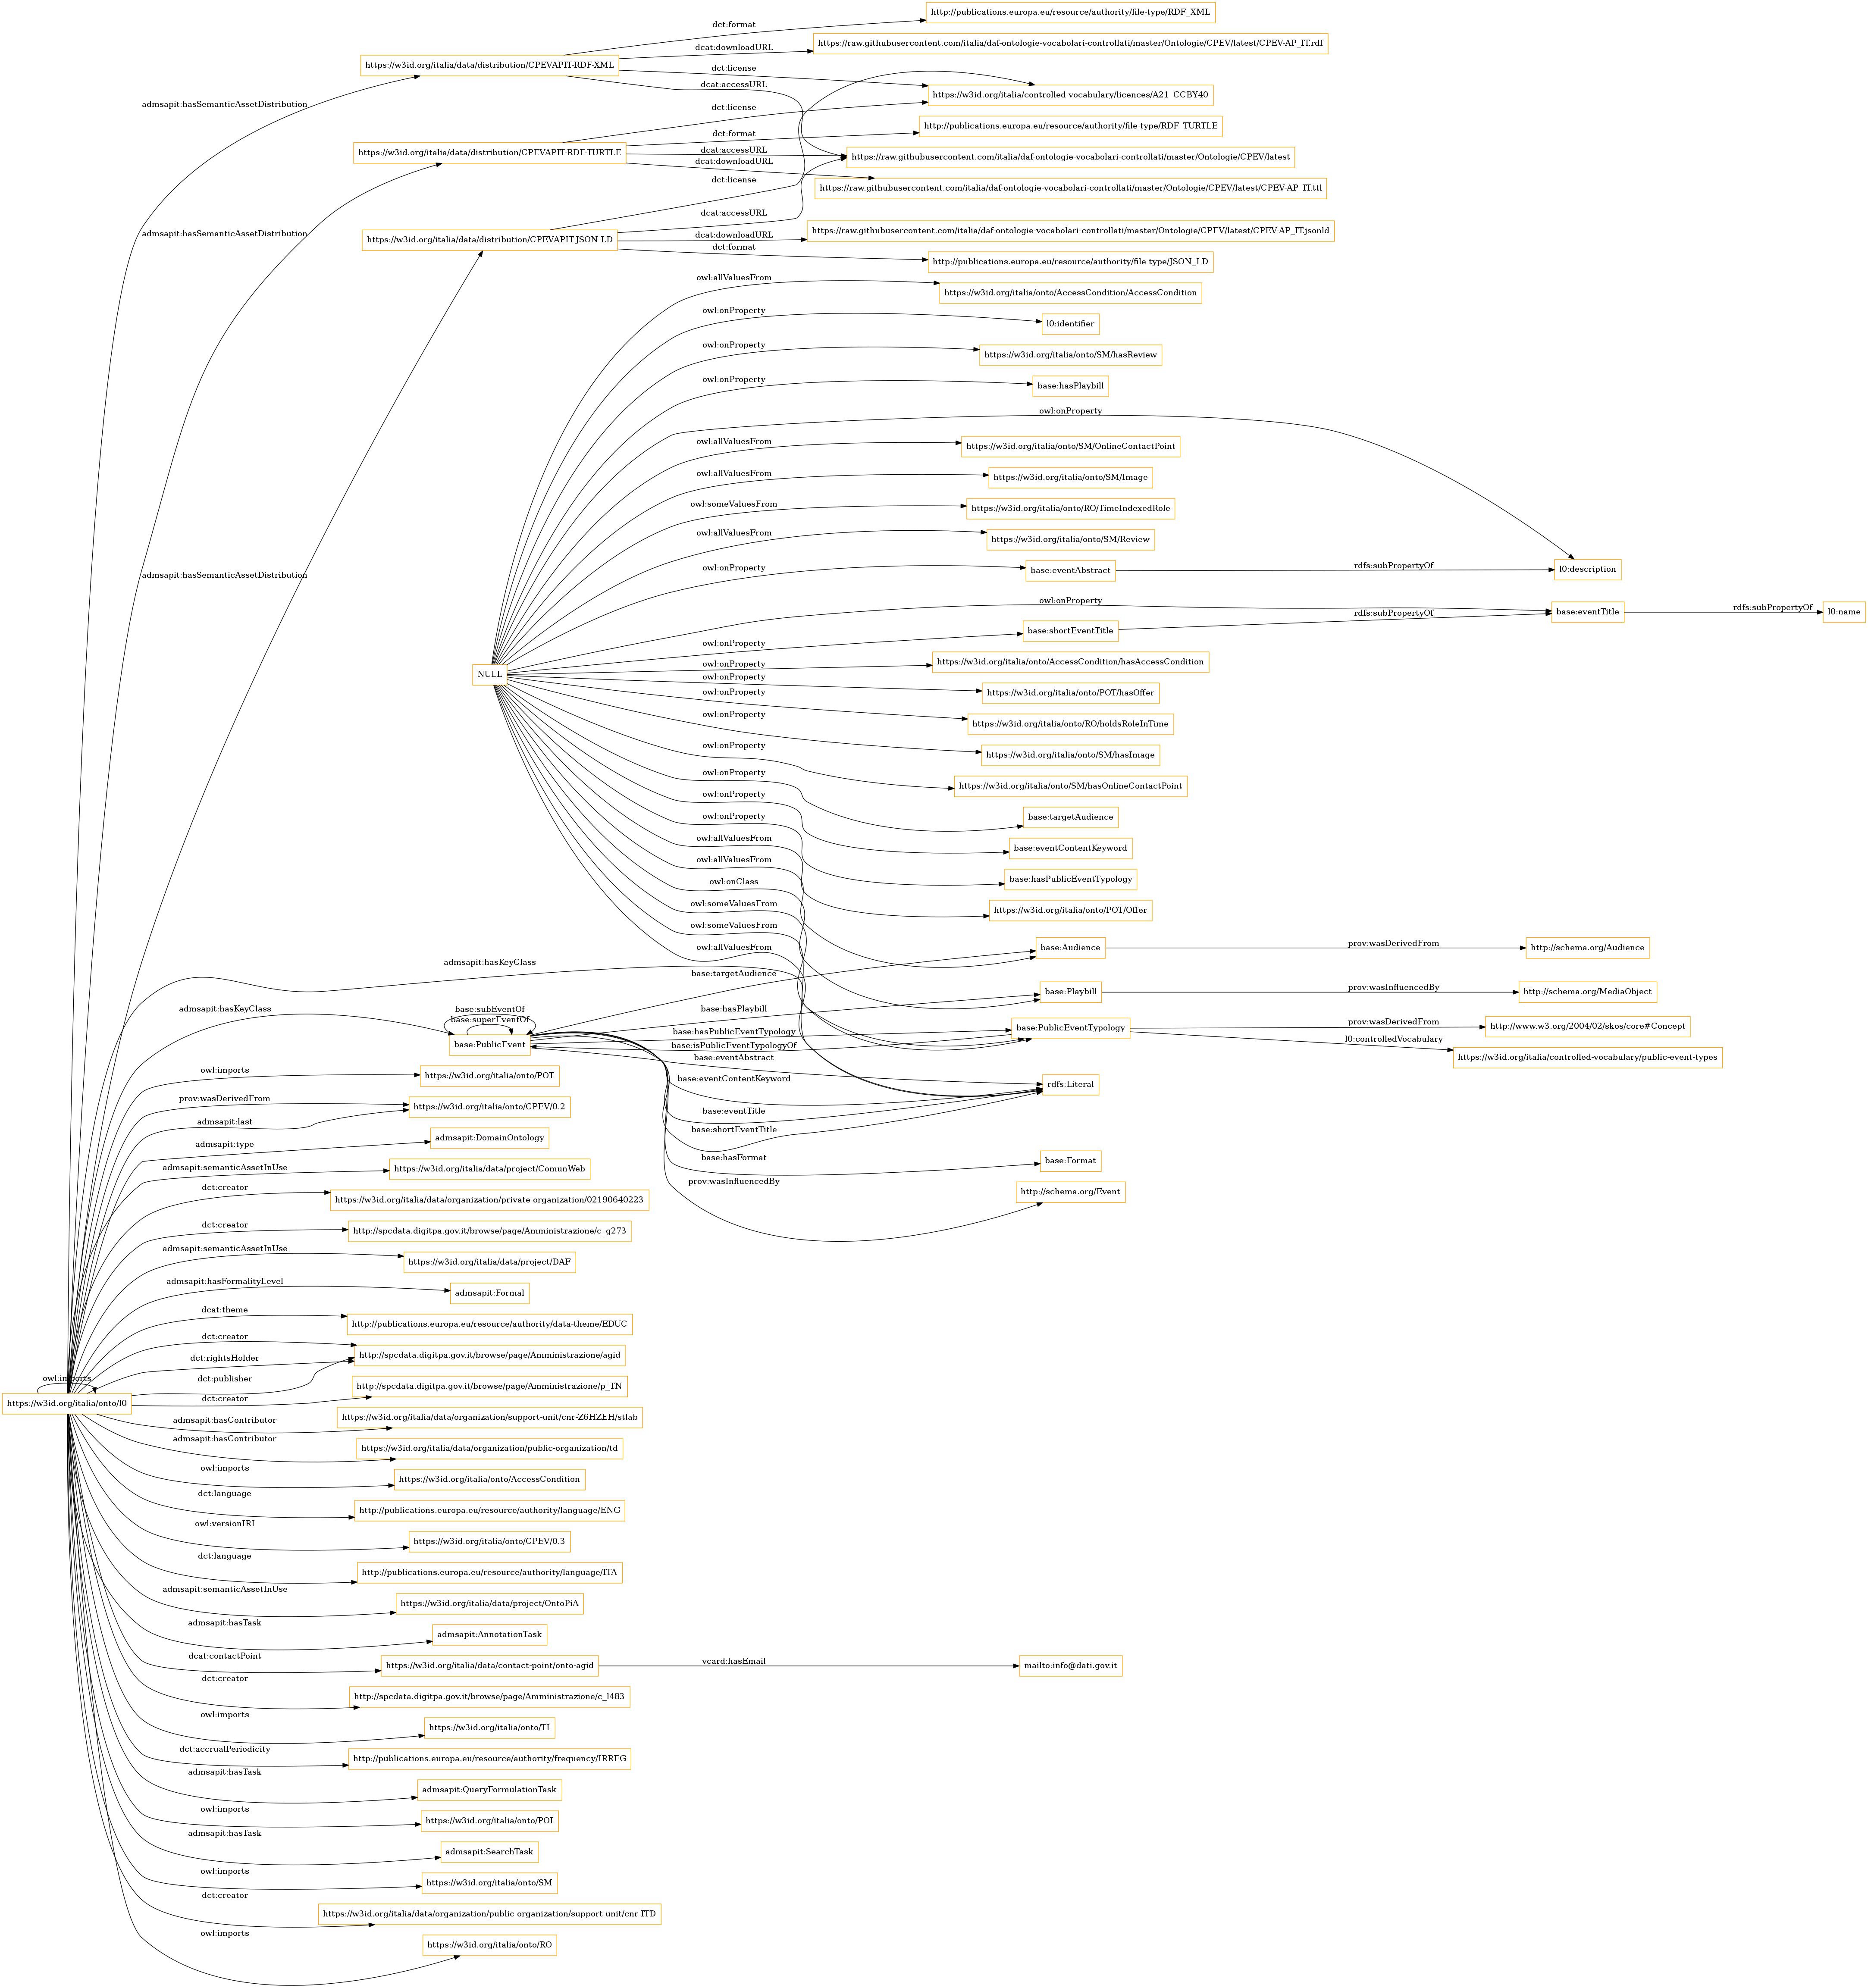 http://publications.europa.eu/resource/authority/file-type/RDF_XML
dct:format
https://raw.githubusercontent.com/italia/daf-ontologie-vocabolari-controllati/master/Ontologie/CPEV/latest/CPEV-AP_IT.rdf
dcat:downloadURL
https://w3id.org/italia/data/distribution/CPEVAPIT-RDF-XML
dct:license
dcat:accessURL
https://w3id.org/italia/controlled-vocabulary/licences/A21_CCBY40
admsapit:hasSemanticAssetDistribution
dct:license
http://publications.europa.eu/resource/authority/file-type/RDF_TURTLE
dct:format
https://w3id.org/italia/data/distribution/CPEVAPIT-RDF-TURTLE
dcat:accessURL
https://raw.githubusercontent.com/italia/daf-ontologie-vocabolari-controllati/master/Ontologie/CPEV/latest
dcat:downloadURL
dct:license
https://raw.githubusercontent.com/italia/daf-ontologie-vocabolari-controllati/master/Ontologie/CPEV/latest/CPEV-AP_IT.ttl
dcat:accessURL
admsapit:hasSemanticAssetDistribution
https://w3id.org/italia/data/distribution/CPEVAPIT-JSON-LD
dcat:downloadURL
https://raw.githubusercontent.com/italia/daf-ontologie-vocabolari-controllati/master/Ontologie/CPEV/latest/CPEV-AP_IT.jsonld
dct:format
http://publications.europa.eu/resource/authority/file-type/JSON_LD
owl:allValuesFrom
https://w3id.org/italia/onto/AccessCondition/AccessCondition
owl:onProperty
l0:identifier
owl:onProperty
https://w3id.org/italia/onto/SM/hasReview
owl:onProperty
base:hasPlaybill
owl:onProperty
owl:allValuesFrom
https://w3id.org/italia/onto/SM/OnlineContactPoint
owl:allValuesFrom
https://w3id.org/italia/onto/SM/Image
owl:someValuesFrom
https://w3id.org/italia/onto/RO/TimeIndexedRole
owl:allValuesFrom
https://w3id.org/italia/onto/SM/Review
owl:onProperty
base:eventAbstract
rdfs:subPropertyOf
l0:description
admsapit:hasSemanticAssetDistribution
owl:onProperty
base:eventTitle
rdfs:subPropertyOf
l0:name
base:shortEventTitle
rdfs:subPropertyOf
owl:onProperty
https://w3id.org/italia/onto/AccessCondition/hasAccessCondition
owl:onProperty
NULL
owl:onProperty
https://w3id.org/italia/onto/POT/hasOffer
owl:onProperty
https://w3id.org/italia/onto/RO/holdsRoleInTime
owl:onProperty
https://w3id.org/italia/onto/SM/hasImage
owl:onProperty
https://w3id.org/italia/onto/SM/hasOnlineContactPoint
owl:onProperty
base:targetAudience
owl:onProperty
base:eventContentKeyword
owl:onProperty
base:hasPublicEventTypology
owl:allValuesFrom
https://w3id.org/italia/onto/POT/Offer
owl:allValuesFrom
owl:onClass
owl:someValuesFrom
owl:someValuesFrom
owl:allValuesFrom
base:Audience
prov:wasDerivedFrom
http://schema.org/Audience
admsapit:hasKeyClass
base:targetAudience
base:Playbill
prov:wasInfluencedBy
http://schema.org/MediaObject
admsapit:hasKeyClass
base:subEventOf
base:superEventOf
base:hasPlaybill
base:PublicEvent
base:hasPublicEventTypology
base:isPublicEventTypologyOf
base:PublicEventTypology
prov:wasDerivedFrom
http://www.w3.org/2004/02/skos/core#Concept
l0:controlledVocabulary
https://w3id.org/italia/controlled-vocabulary/public-event-types
base:eventAbstract
rdfs:Literal
base:eventContentKeyword
base:eventTitle
base:shortEventTitle
base:hasFormat
base:Format
prov:wasInfluencedBy
http://schema.org/Event
owl:imports
https://w3id.org/italia/onto/POT
prov:wasDerivedFrom
https://w3id.org/italia/onto/CPEV/0.2
admsapit:last
admsapit:type
admsapit:DomainOntology
admsapit:semanticAssetInUse
https://w3id.org/italia/data/project/ComunWeb
dct:creator
https://w3id.org/italia/data/organization/private-organization/02190640223
dct:creator
http://spcdata.digitpa.gov.it/browse/page/Amministrazione/c_g273
admsapit:semanticAssetInUse
https://w3id.org/italia/data/project/DAF
admsapit:hasFormalityLevel
admsapit:Formal
dcat:theme
http://publications.europa.eu/resource/authority/data-theme/EDUC
dct:creator
dct:rightsHolder
http://spcdata.digitpa.gov.it/browse/page/Amministrazione/agid
owl:imports
dct:publisher
https://w3id.org/italia/onto/l0
dct:creator
http://spcdata.digitpa.gov.it/browse/page/Amministrazione/p_TN
admsapit:hasContributor
https://w3id.org/italia/data/organization/support-unit/cnr-Z6HZEH/stlab
admsapit:hasContributor
https://w3id.org/italia/data/organization/public-organization/td
owl:imports
https://w3id.org/italia/onto/AccessCondition
dct:language
http://publications.europa.eu/resource/authority/language/ENG
owl:versionIRI
https://w3id.org/italia/onto/CPEV/0.3
dct:language
http://publications.europa.eu/resource/authority/language/ITA
admsapit:semanticAssetInUse
https://w3id.org/italia/data/project/OntoPiA
admsapit:hasTask
admsapit:AnnotationTask
dcat:contactPoint
https://w3id.org/italia/data/contact-point/onto-agid
vcard:hasEmail
mailto:info@dati.gov.it
dct:creator
http://spcdata.digitpa.gov.it/browse/page/Amministrazione/c_l483
owl:imports
https://w3id.org/italia/onto/TI
dct:accrualPeriodicity
http://publications.europa.eu/resource/authority/frequency/IRREG
admsapit:hasTask
admsapit:QueryFormulationTask
owl:imports
https://w3id.org/italia/onto/POI
admsapit:hasTask
admsapit:SearchTask
owl:imports
https://w3id.org/italia/onto/SM
dct:creator
https://w3id.org/italia/data/organization/public-organization/support-unit/cnr-ITD
owl:imports
https://w3id.org/italia/onto/RO